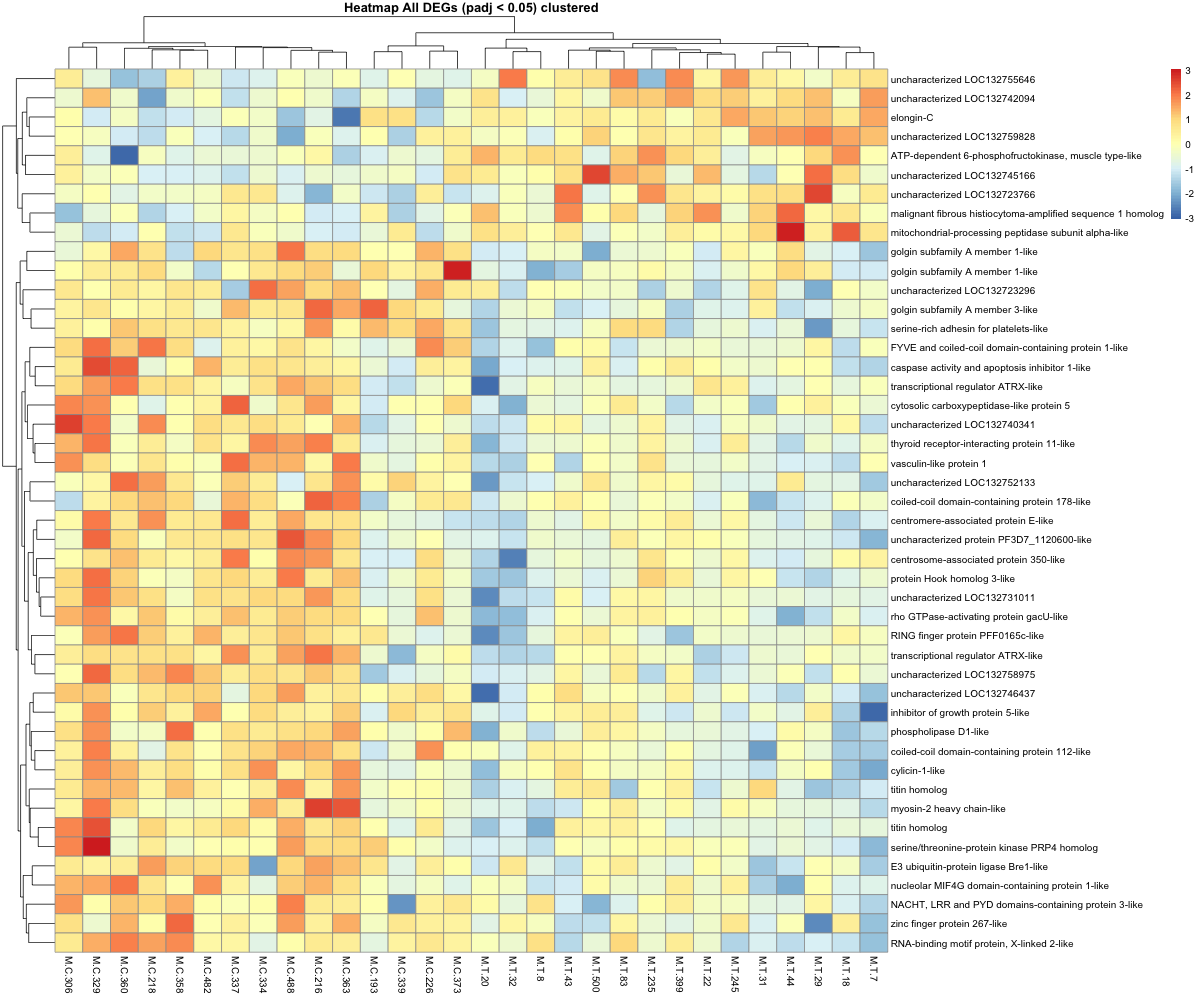 Heatmap All DEGs (padj < 0.05) clustered
3
2
1
0
-1
-2
-3
uncharacterized LOC132755646
uncharacterized LOC132742094
elongin-C
uncharacterized LOC132759828
ATP-dependent 6-phosphofructokinase, muscle type-like
uncharacterized LOC132745166
uncharacterized LOC132723766
malignant fibrous histiocytoma-amplified sequence 1 homolog
mitochondrial-processing peptidase subunit alpha-like
golgin subfamily A member 1-like
golgin subfamily A member 1-like
uncharacterized LOC132723296
golgin subfamily A member 3-like
serine-rich adhesin for platelets-like
FYVE and coiled-coil domain-containing protein 1-like
caspase activity and apoptosis inhibitor 1-like
transcriptional regulator ATRX-like
cytosolic carboxypeptidase-like protein 5
uncharacterized LOC132740341
thyroid receptor-interacting protein 11-like
vasculin-like protein 1
uncharacterized LOC132752133
coiled-coil domain-containing protein 178-like
centromere-associated protein E-like
uncharacterized protein PF3D7_1120600-like
centrosome-associated protein 350-like
protein Hook homolog 3-like
uncharacterized LOC132731011
rho GTPase-activating protein gacU-like
RING finger protein PFF0165c-like
transcriptional regulator ATRX-like
uncharacterized LOC132758975
uncharacterized LOC132746437
inhibitor of growth protein 5-like
phospholipase D1-like
coiled-coil domain-containing protein 112-like
cylicin-1-like
titin homolog
myosin-2 heavy chain-like
titin homolog
serine/threonine-protein kinase PRP4 homolog
E3 ubiquitin-protein ligase Bre1-like
nucleolar MIF4G domain-containing protein 1-like
NACHT, LRR and PYD domains-containing protein 3-like
zinc finger protein 267-like
RNA-binding motif protein, X-linked 2-like
M.C.306
M.C.329
M.C.360
M.C.218
M.C.358
M.C.482
M.C.337
M.C.334
M.C.488
M.C.216
M.C.363
M.C.193
M.C.339
M.C.226
M.C.373
M.T.20
M.T.32
M.T.8
M.T.43
M.T.500
M.T.83
M.T.235
M.T.399
M.T.22
M.T.245
M.T.31
M.T.44
M.T.29
M.T.18
M.T.7